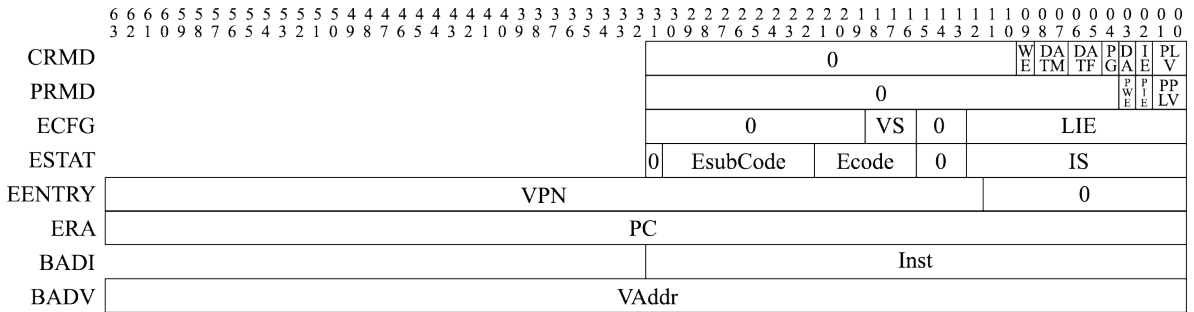 6 6 6 6 5 5 5 5 5 5 5 5 5 5 4 4 4 4 4 4 4 4 4 4 3 3 3 3 3 3 3 3 3 3 2 2 2 2 2 2 2 2 2 2 1 1 1 1 1 1 1 1 1 1 0 0 0 0 0 0 0 0 0 0
3 2 1 0 9 8 7 6 5 4 3 2 1 0 9 8 7 6 5 4 3 2 1 0 9 8 7 6 5 4 3 2 1 0 9 8 7 6 5 4 3 2 1 0 9 8 7 6 5 4 3 2 1 0 9 8 7 6 5 4 3 2 1 0
CRMD 0 WE DATM DATF PG DA IE PLV
PRMD 0 PWE PIE PPLV
ECFG 0 VS 0 LIE
ESTAT 0 EsubCode Ecode 0 IS
EENTRY VPN 0
ERA PC
BADI Inst
BADV VAddr